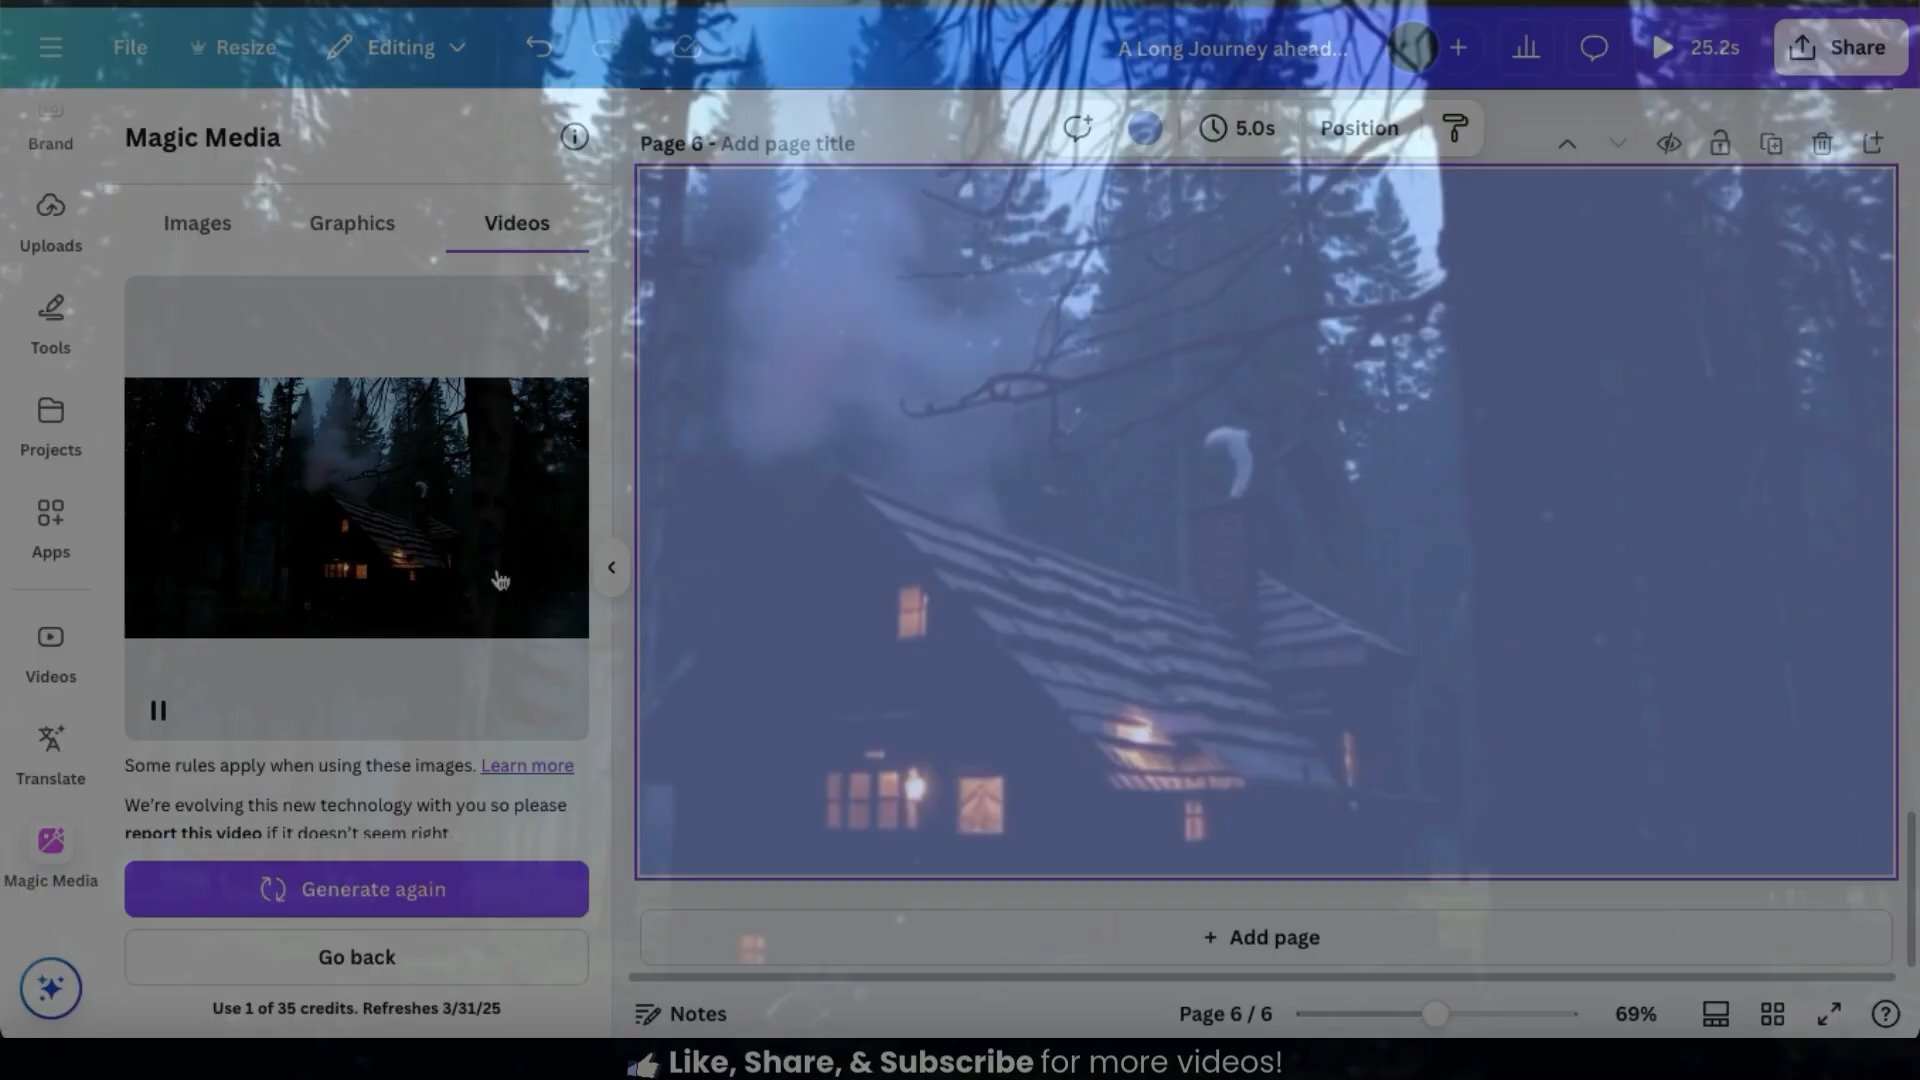 File
Resize
Editing
A Long Journey ahead...
25.2s
Share
Brand
Uploads
Tools
Projects
Apps
Videos
Translate
Magic Media
Magic Media
Images
Graphics
Videos
Some rules apply when using these images. Learn more
We're evolving this new technology with you so please
report this video if it doesn't seem right.
Generate again
Go back
Use 1 of 35 credits. Refreshes 3/31/25
Page 6 - Add page title
5.0s
Position
+ Add page
Notes
Page 6 / 6
69%
Like, Share, & Subscribe for more videos!